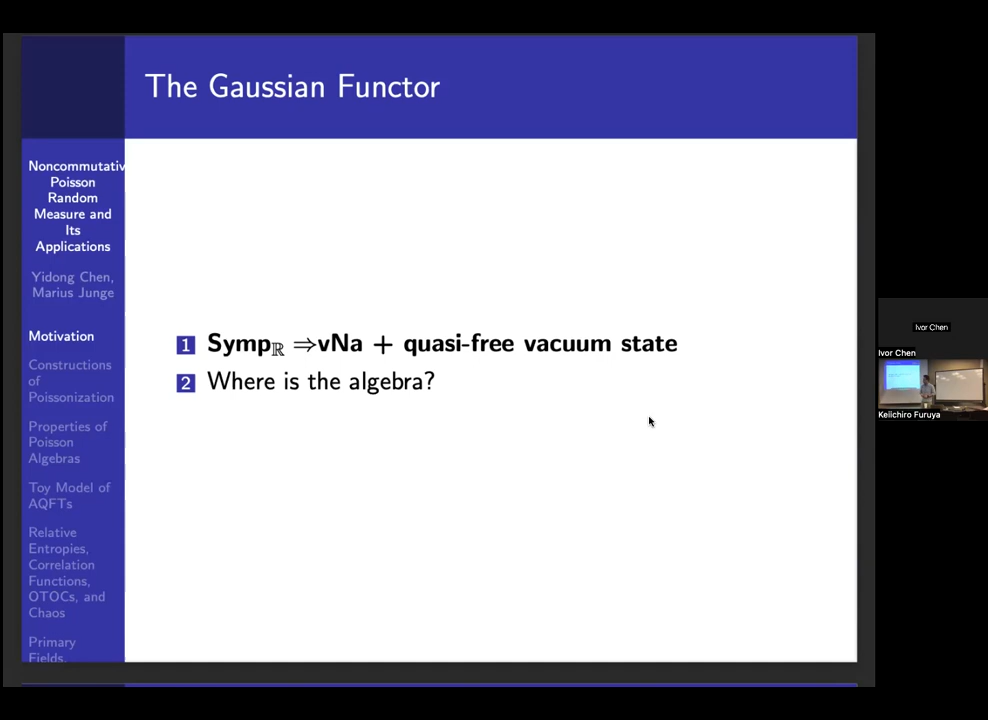 The Gaussian Functor
Noncommutativ
Poisson
Random
Measure and
Its
Applications
Yidong Chen,
Marius Junge
Motivation
Constructions
of
Poissonization
Properties of
Poisson
Algebras
Toy Model of
AQFTs
Relative
Entropies,
Correlation
Functions,
OTOCs, and
Chaos
Primary
Fields,
1 Sympℝ ⇒vNa + quasi-free vacuum state
2 Where is the algebra?
Ivor Chen
Ivor Chen
Keiichiro Furuya